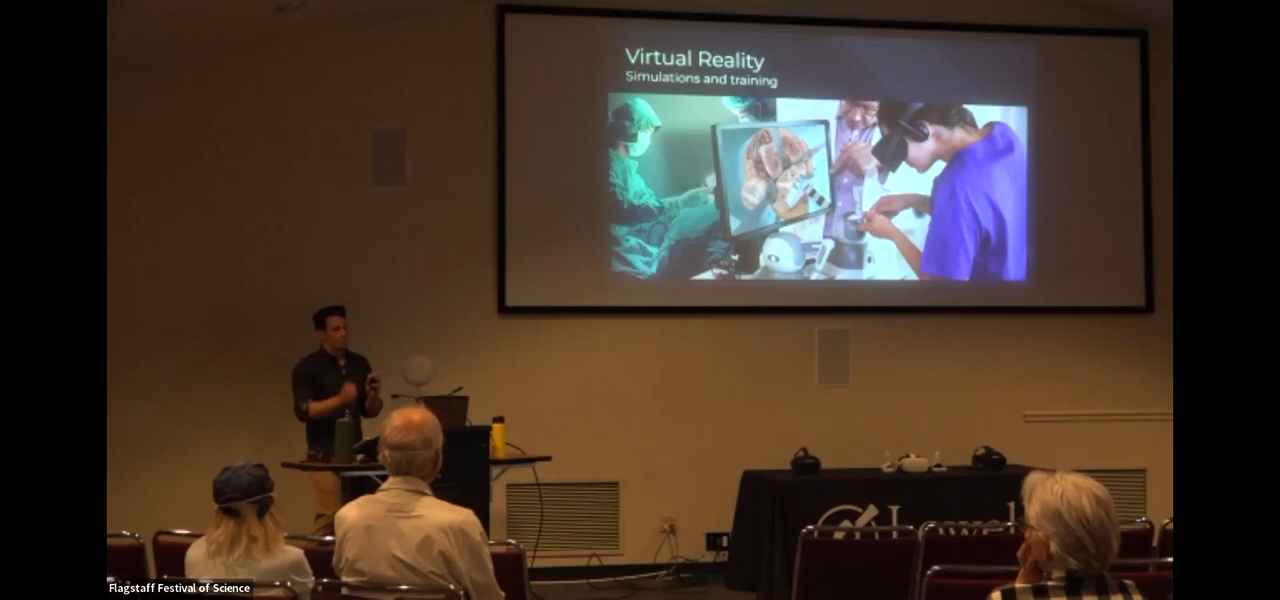 Virtual Reality
Simulations and training
Flagstaff Festival of Science